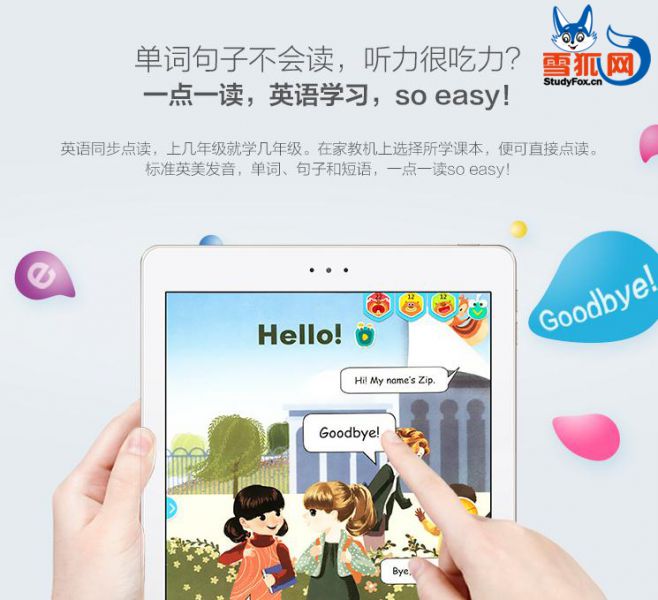 单词句子不会读，听力很吃力?
雪狐网
StudyFox.cn
一点一读，英语学习，so easy!
英语同步点读，上几年级就学几年级。在家教机上选择所学课本，便可直接点读。
标准英美发音，单词、句子和短语，一点一读so easy!
e
Goodbye!
12
12
Hello!
Hi! My name's Zip.
Goodbye!
Bye,